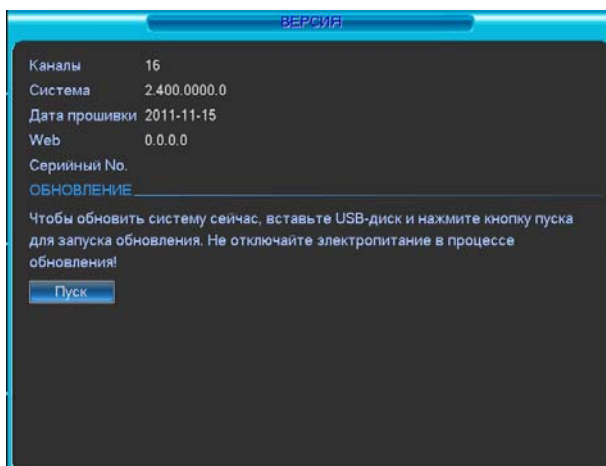 ВЕРСИЯ
Каналы 16
Система 2.400.0000.0
Дата прошивки 2011-11-15
Web 0.0.0.0
Серийный No.
ОБНОВЛЕНИЕ
Чтобы обновить систему сейчас, вставьте USB-диск и нажмите кнопку пуска
для запуска обновления. Не отключайте электропитание в процессе
обновления!
Пуск